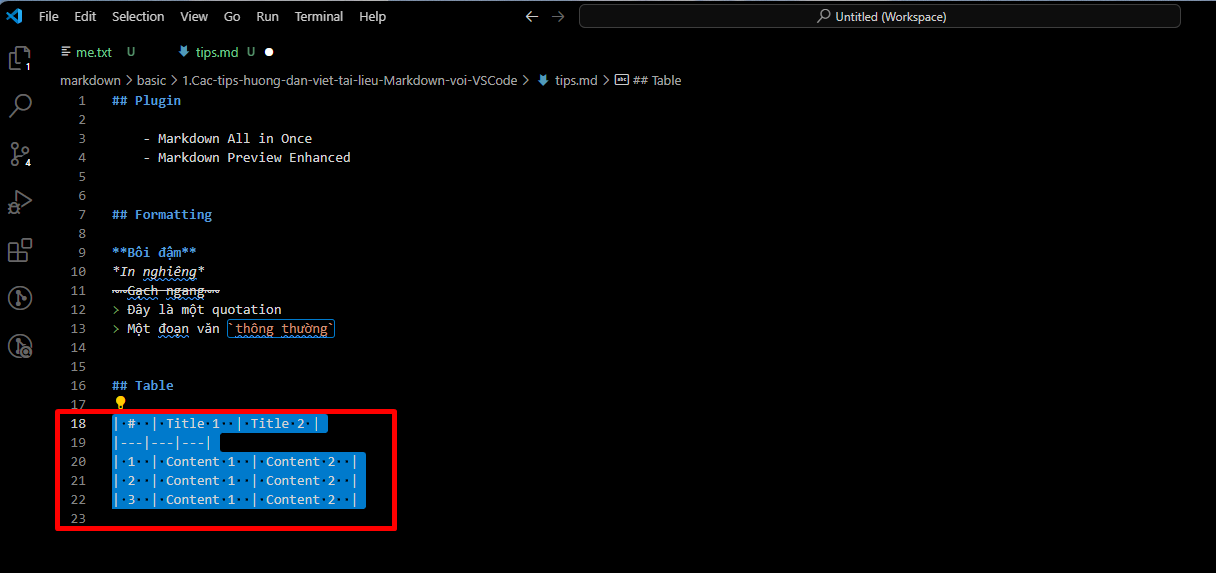 File Edit Selection View Go Run Terminal Help Untitled (Workspace)
me.txt U tips.md U
markdown > basic > 1.Cac-tips-huong-dan-viet-tai-lieu-Markdown-voi-VSCode > tips.md > abc ## Table
1
4
1 ## Plugin
2
3 - Markdown All in Once
4 - Markdown Preview Enhanced
5
6
7 ## Formatting
8
9 **Bôi đậm**
10 *In nghiêng*
11 ~~Gạch ngang~~
12 > Đây là một quotation
13 > Một đoạn văn `thông thường`
14
15
16 ## Table
17
18 | # | Title 1 | Title 2 |
19 |---|---|---|
20 | 1 | Content 1 | Content 2 |
21 | 2 | Content 1 | Content 2 |
22 | 3 | Content 1 | Content 2 |
23